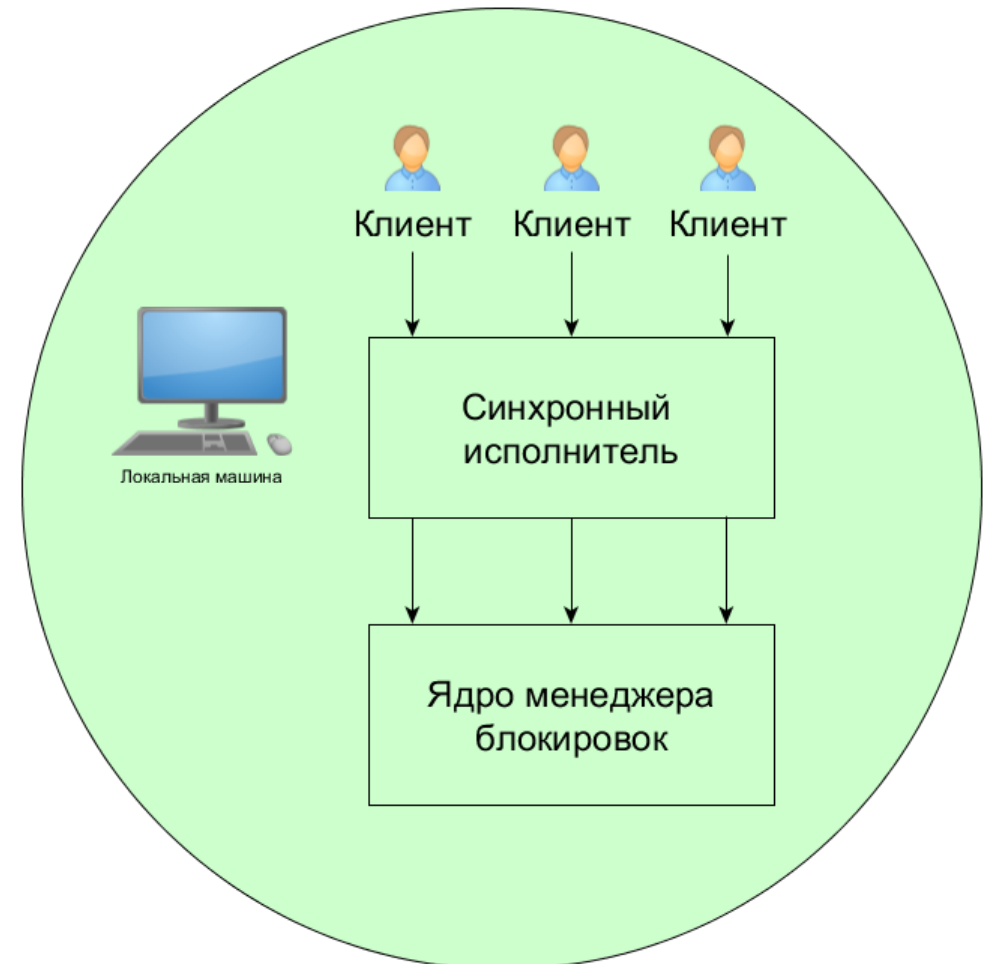 Клиент Клиент Клиент
Локальная машина
Синхронный
исполнитель
Ядро менеджера
блокировок